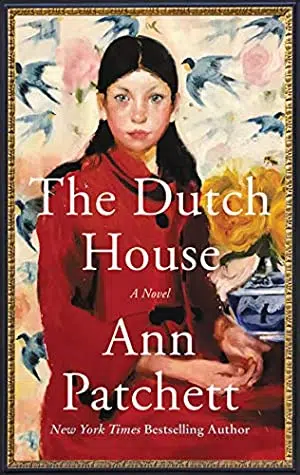 The Dutch
House
A Novel
Ann
Patchett
New York Times Bestselling Author